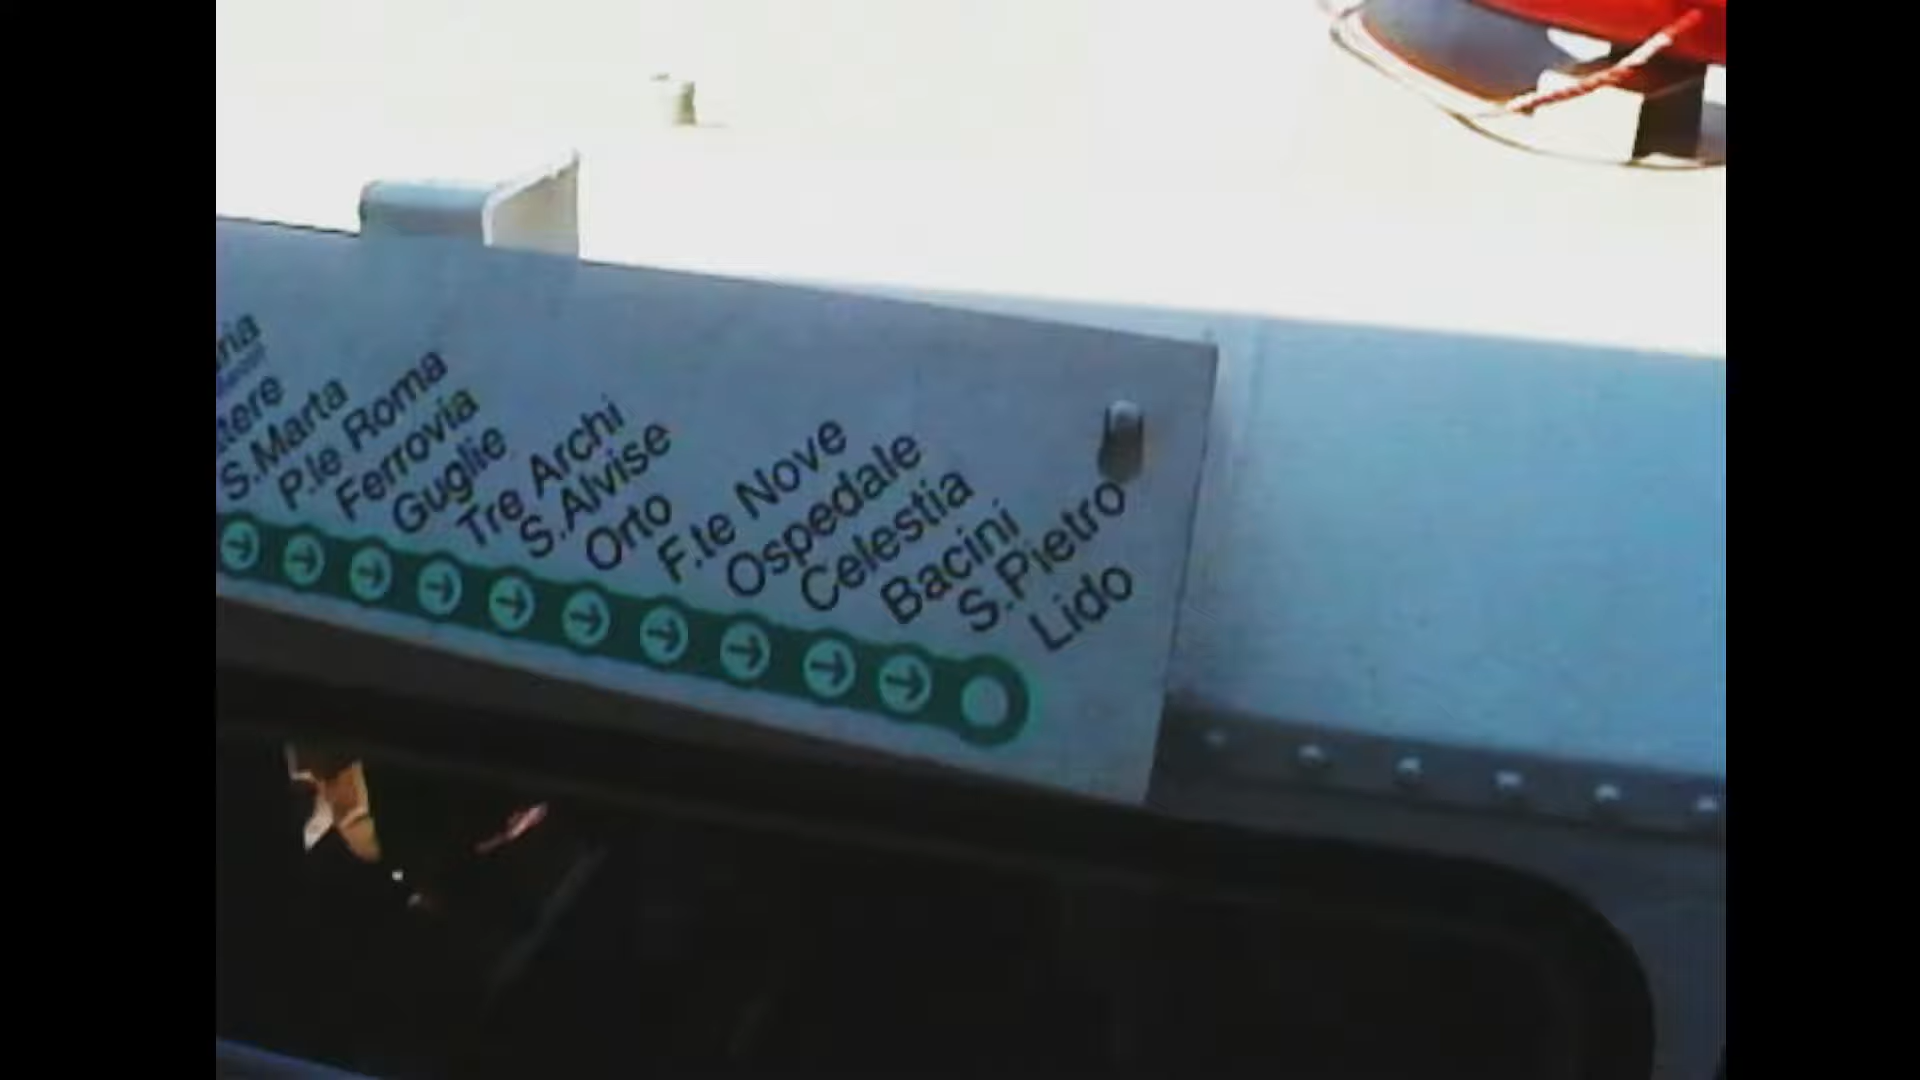 S.Marta
P.le Roma
Ferrovia
Guglie
Tre Archi
S.Alvise
Orto
F.te Nove
Ospedale
Celestia
Bacini
S.Pietro
Lido